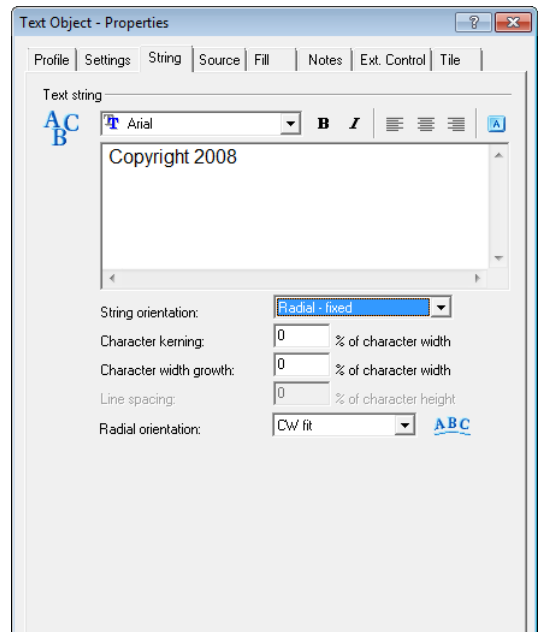 Text Object - Properties
Profile Settings String Source Fill Notes Ext. Control Tile
Text string
ABC Arial B I A
Copyright 2008
String orientation: Radial - fixed
Character kerning: 0 % of character width
Character width growth: 0 % of character width
Line spacing: 0 % of character height
Radial orientation: CW fit ABC